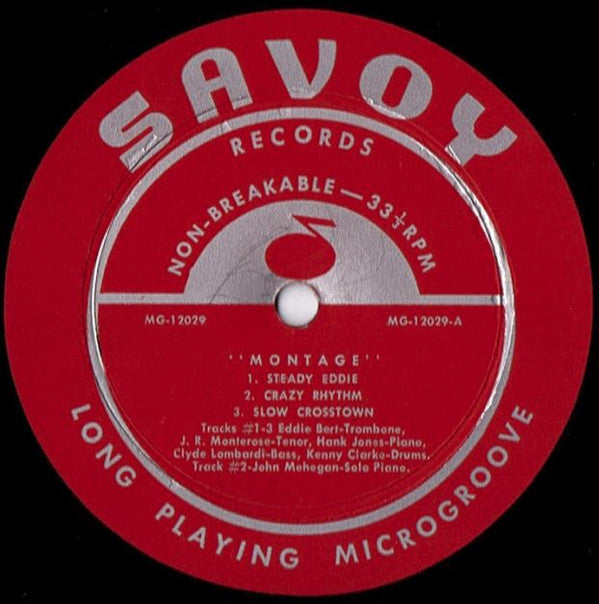 SAVOY
RECORDS
NON-BREAKABLE—33⅓RPM
MG-12029
MG-12029-A
"MONTAGE"
1. STEADY EDDIE
2. CRAZY RHYTHM
3. SLOW CROSSTOWN
Tracks #1-3 Eddie Bert-Trombone,
J. R. Monterose-Tenor, Hank Jones-Piano,
Clyde Lombardi-Bass, Kenny Clarke-Drums.
Track #2-John Mehegan-Solo Piano.
LONG PLAYING MICROGROOVE